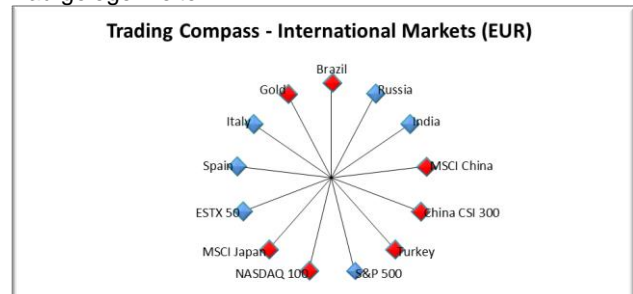 Trading Compass - International Markets (EUR)
Brazil
Gold
Russia
Italy
India
Spain
MSCI China
ESTX 50
China CSI 300
MSCI Japan
Turkey
NASDAQ 100
S&P 500